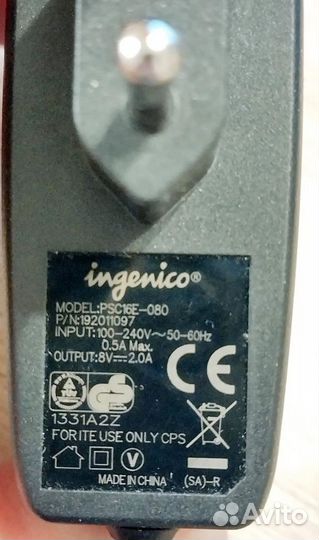 ingenico®
MODEL:PSC16E-080
P/N:192011097
INPUT:100-240V~50-60Hz
0.5A Max.
OUTPUT:8V⎓2.0A
CE
GS
1331A2Z
FOR ITE USE ONLY CPS
V
MADE IN CHINA (SA)-R
Avito